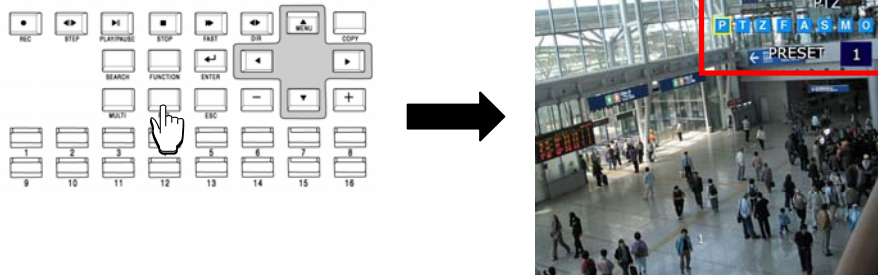 REC STEP PLAY/PAUSE STOP FAST DIR MENU COPY
SEARCH FUNCTION ENTER
MULTI ESC
1 2 3 5 6 7 8
9 10 11 12 13 14 15 16
PTZ
P T Z F A S M O
PRESET 1
1